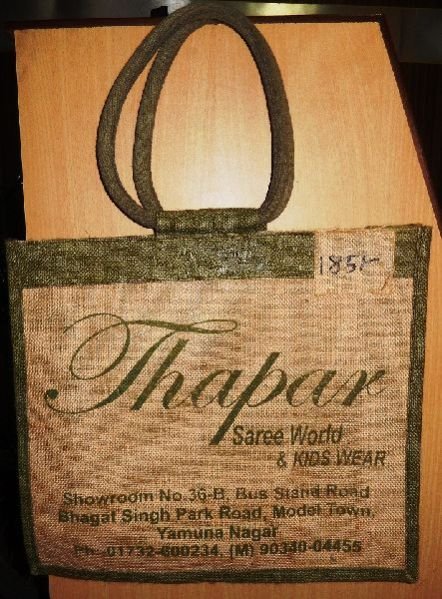 185/-
Thapar
Saree World
& KIDS WEAR
Showroom No.36-B, Bus Stand Road
Bhagat Singh Park Road, Model Town,
Yamuna Nagar
Ph. 01732-600234, (M) 90340-04455